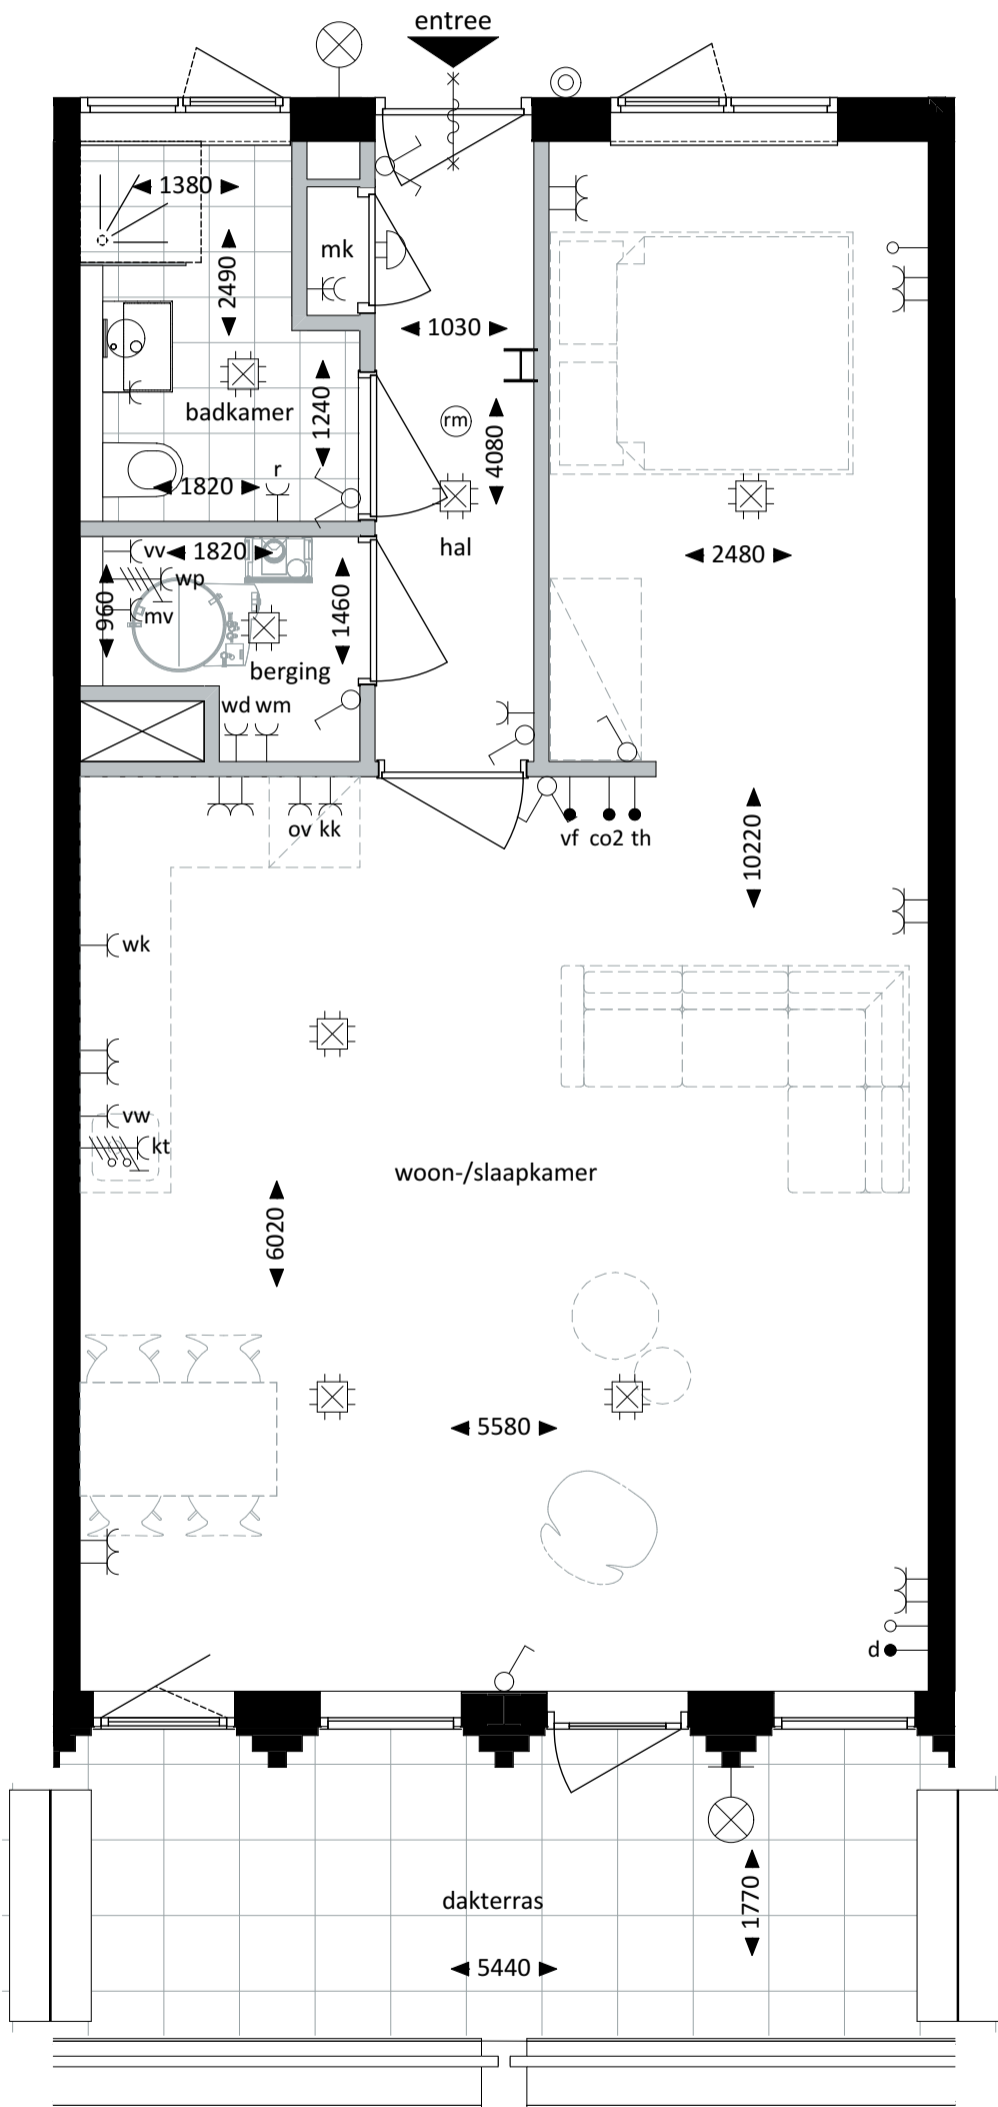 entree
1380
mk
2490
1030
1240
badkamer
rm
4080
r
1820
hal
2480
vv
1820
wp
960
mv
1460
berging
wd wm
ov kk
vf co2 th
10220
wk
vw
kt
woon-/slaapkamer
6020
5580
d
dakterras
1770
5440